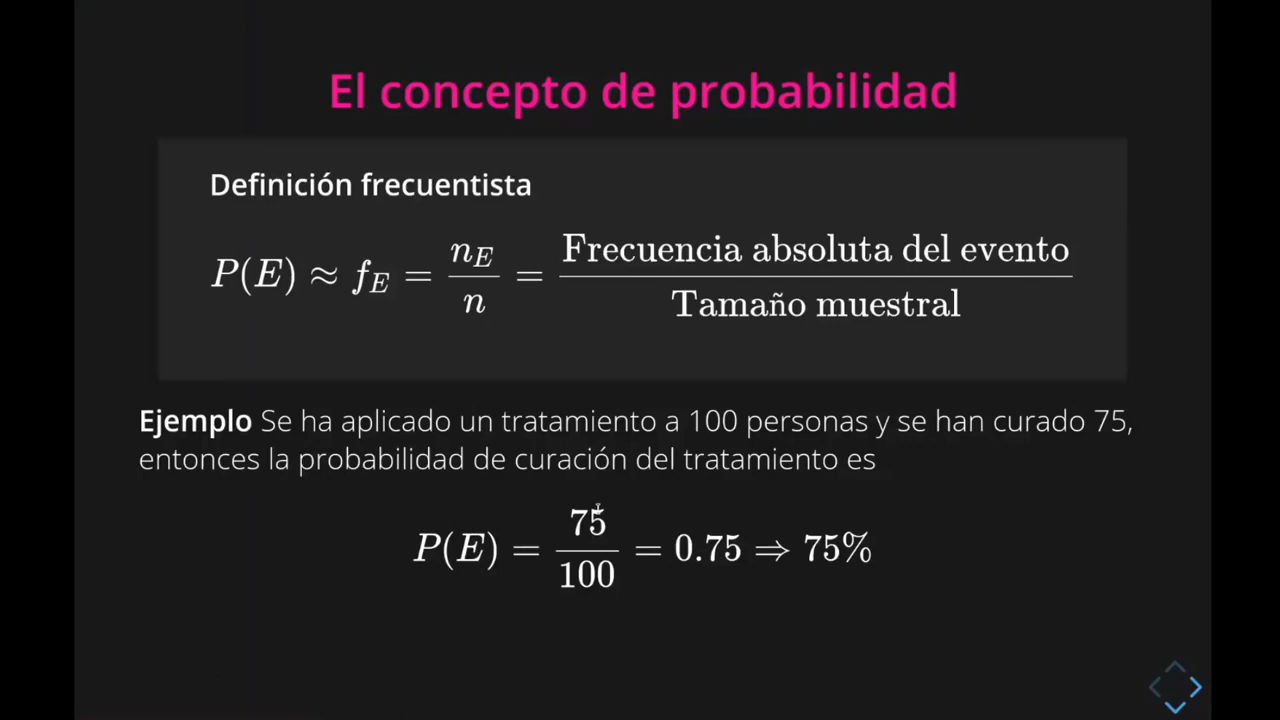 El concepto de probabilidad
Definición frecuentista
P(E) ≈ f_E = n_E / n = Frecuencia absoluta del evento / Tamaño muestral
Ejemplo Se ha aplicado un tratamiento a 100 personas y se han curado 75,
entonces la probabilidad de curación del tratamiento es
P(E) = 75 / 100 = 0.75 ⇒ 75%